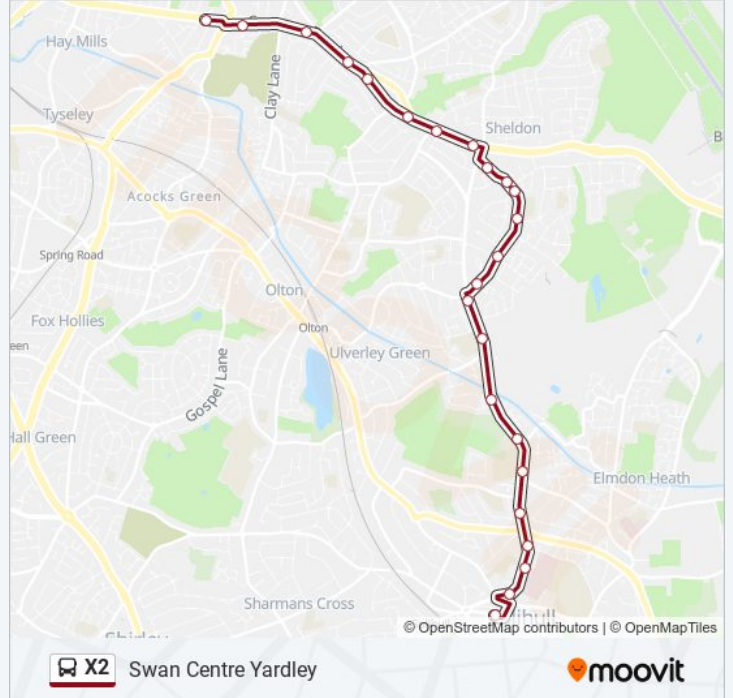 Hay Mills
Clay Lane
Tyseley
Sheldon
B
Acocks Green
Spring Road
Olton
Fox Hollies
Olton
een
Ulverley Green
Gospel Lane
Hall Green
Elmdon Heath
Sharmans Cross
© OpenStreetMap contributors | © OpenMapTiles
X2 Swan Centre Yardley
moovit